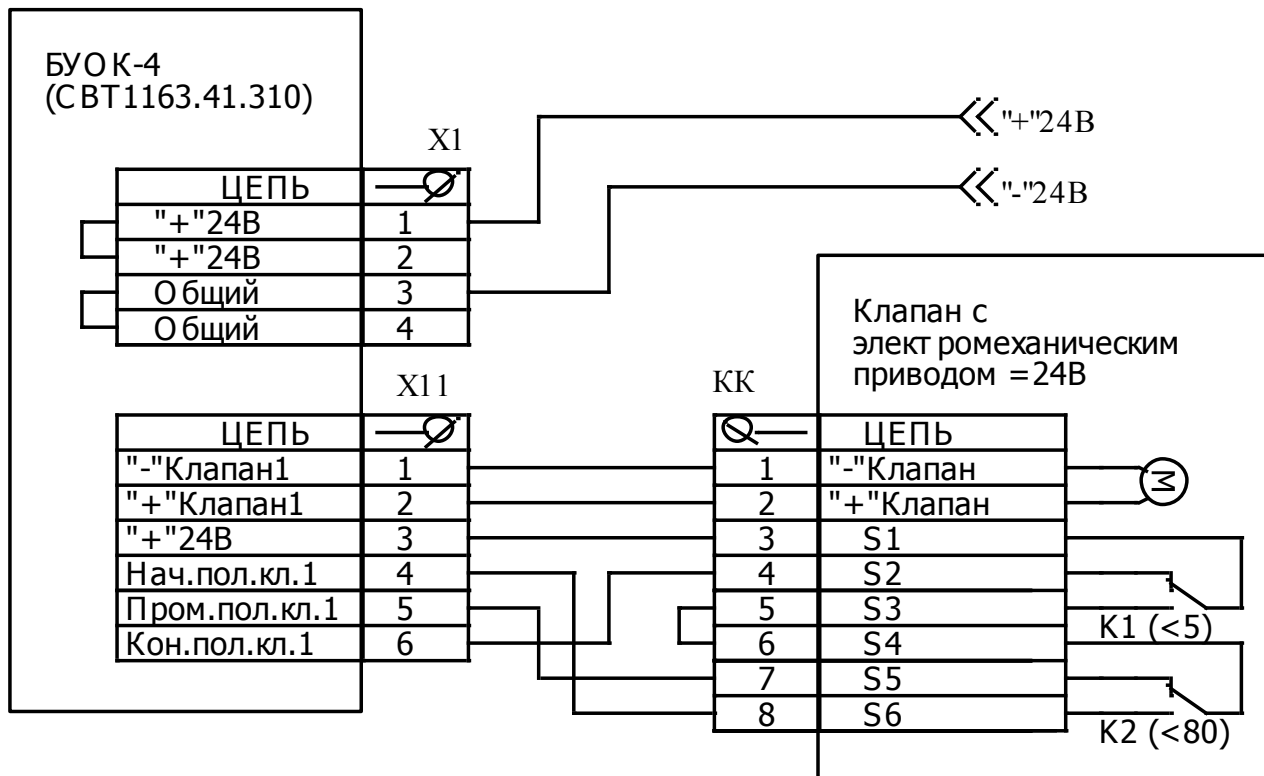 БУОК-4
(СВТ1163.41.310)
"+"24В
X1
"-"24В
ЦЕПЬ
"+"24В 1
"+"24В 2
Общий 3
Общий 4
Клапан с
электромеханическим
приводом =24В
X11
КК
ЦЕПЬ
"-"Клапан1 1
"+"Клапан1 2
"+"24В 3
Нач.пол.кл.1 4
Пром.пол.кл.1 5
Кон.пол.кл.1 6
ЦЕПЬ
1 "-"Клапан
2 "+"Клапан
3 S1
4 S2
5 S3
6 S4
7 S5
8 S6
М
К1 (<5)
К2 (<80)